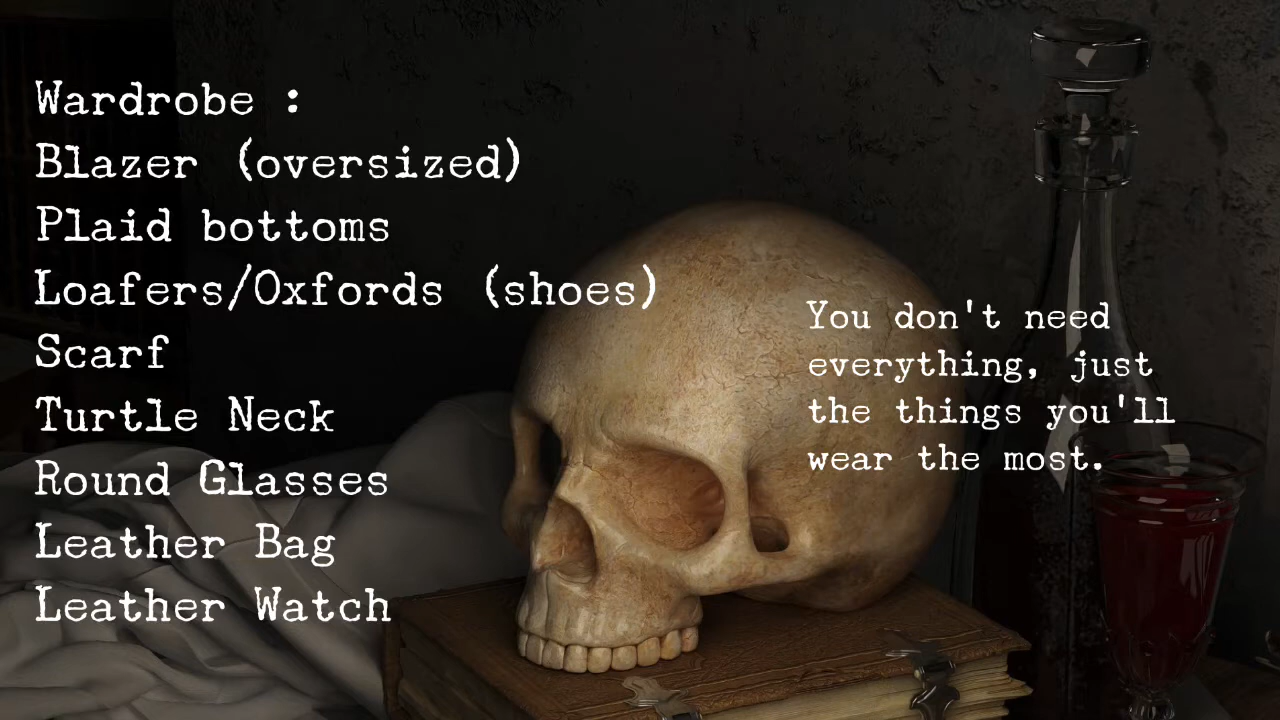 Wardrobe :
Blazer (oversized)
Plaid bottoms
Loafers/Oxfords (shoes)
Scarf
Turtle Neck
Round Glasses
Leather Bag
Leather Watch
You don't need
everything, just
the things you'll
wear the most.